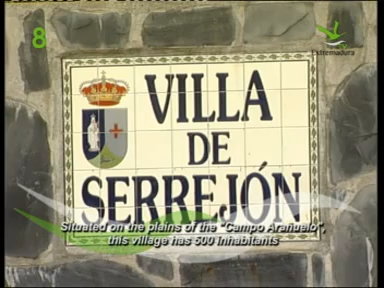 8
Extremadura
VILLA
DE
SERREJÓN
Situated on the plains of the "Campo Arañuelo",
this village has 500 inhabitants